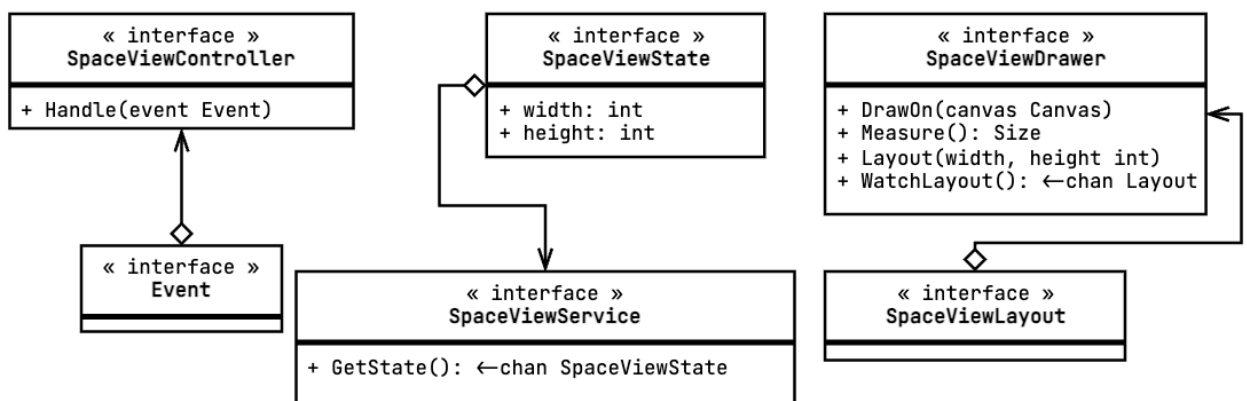 « interface »
SpaceViewController
+ Handle(event Event)
« interface »
SpaceViewState
+ width: int
+ height: int
« interface »
SpaceViewDrawer
+ DrawOn(canvas Canvas)
+ Measure(): Size
+ Layout(width, height int)
+ WatchLayout(): <-chan Layout
« interface »
Event
« interface »
SpaceViewService
+ GetState(): <-chan SpaceViewState
« interface »
SpaceViewLayout